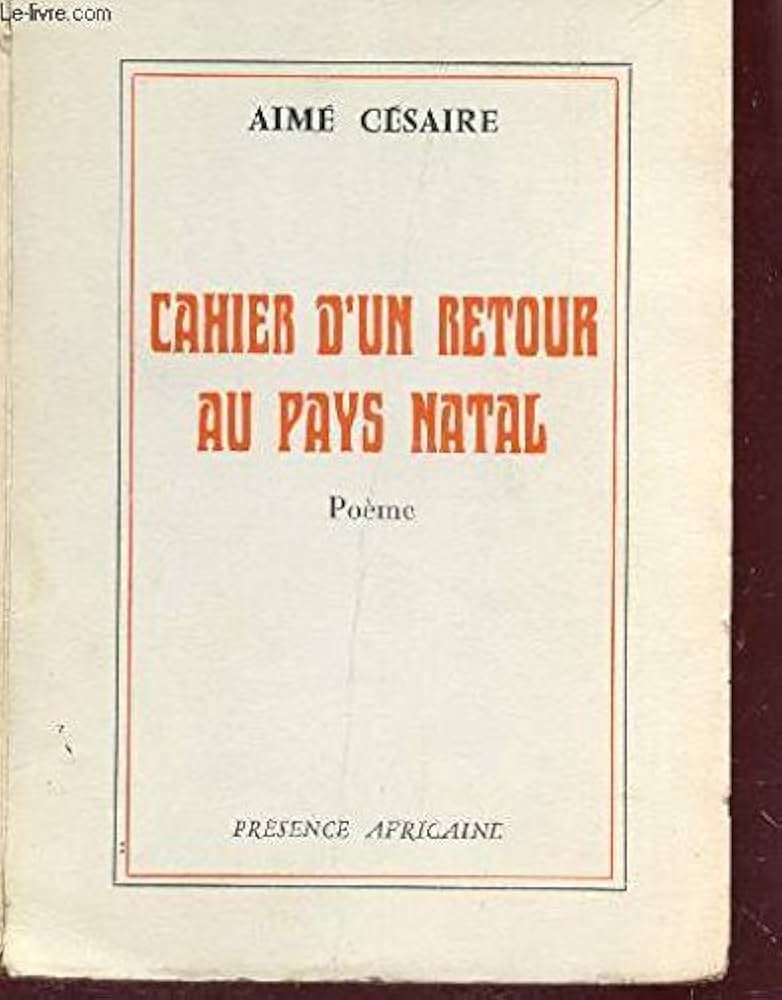 Le-livre.com
AIMÉ CÉSAIRE
CAHIER D'UN RETOUR
AU PAYS NATAL
Poème
PRÉSENCE AFRICAINE